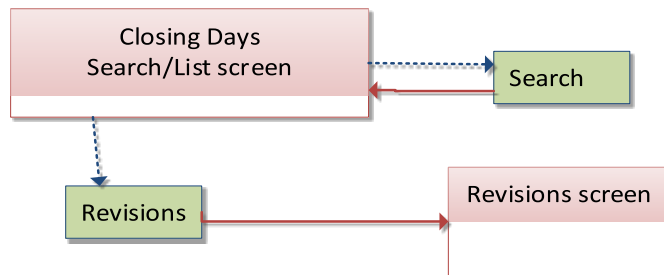 Closing Days
Search/List screen
Search
Revisions
Revisions screen